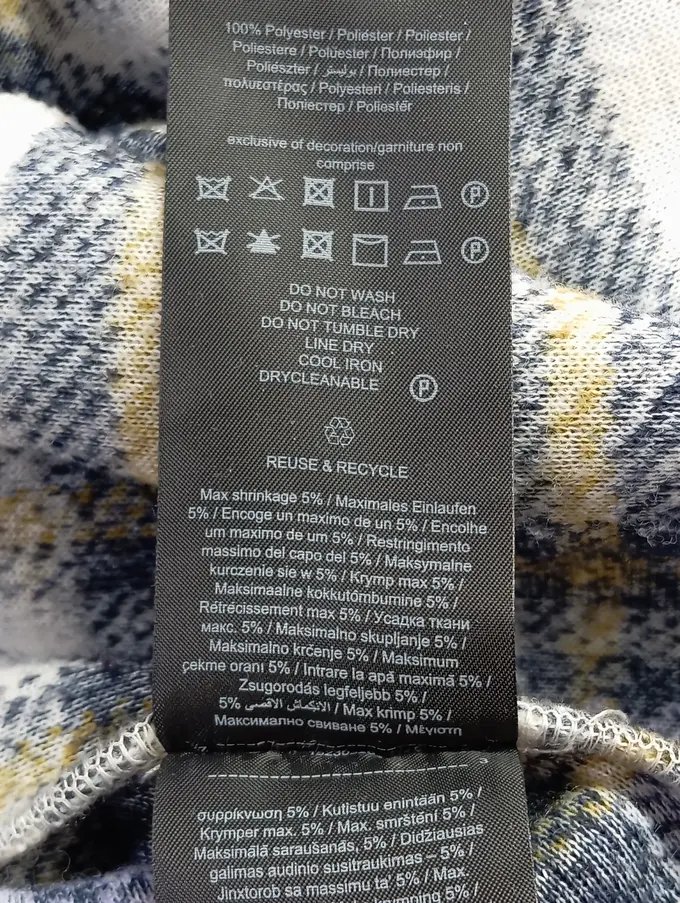 100% Polyester / Poliéster / Poliester /
Poliestere / Poluester / Полиэфир /
Poliészter / بوليستر / Полиестер /
πολυεστέρας / Polyesteri / Poliesteris /
Поліестер / Poliesfér
exclusive of decoration/garniture non
comprise
P
P
DO NOT WASH
DO NOT BLEACH
DO NOT TUMBLE DRY
LINE DRY
COOL IRON
DRYCLEANABLE P
REUSE & RECYCLE
Max shrinkage 5% / Maximales Einlaufen
5% / Encoge un maximo de un 5% / Encolhe
um maximo de um 5% / Restringimento
massimo del capo del 5% / Maksymalne
kurczenie sie w 5% / Krymp max 5% /
Maksimaalne kokkutõmbumine 5% /
Rétrécissement max 5% / Усадка ткани
макс. 5% / Maksimalno skupljanje 5% /
Maksimalno krčenje 5% / Maksimum
çekme oranı 5% / Intrare la apă maximă 5% /
Zsugorodás legfeljebb 5% /
5% الانكماش الأقصى / Max krimp 5% /
Максимално свиване 5% / Μέγιστη
συρρίκνωση 5% / Kutistuu enintään 5% /
Krymper max. 5% / Max. smrštění 5% /
Maksimālā saraušanās, 5% / Didžiausias
galimas audinio susitraukimas – 5% /
Jinxtorob sa massimu ta' 5% / Max.
krympning 5% /